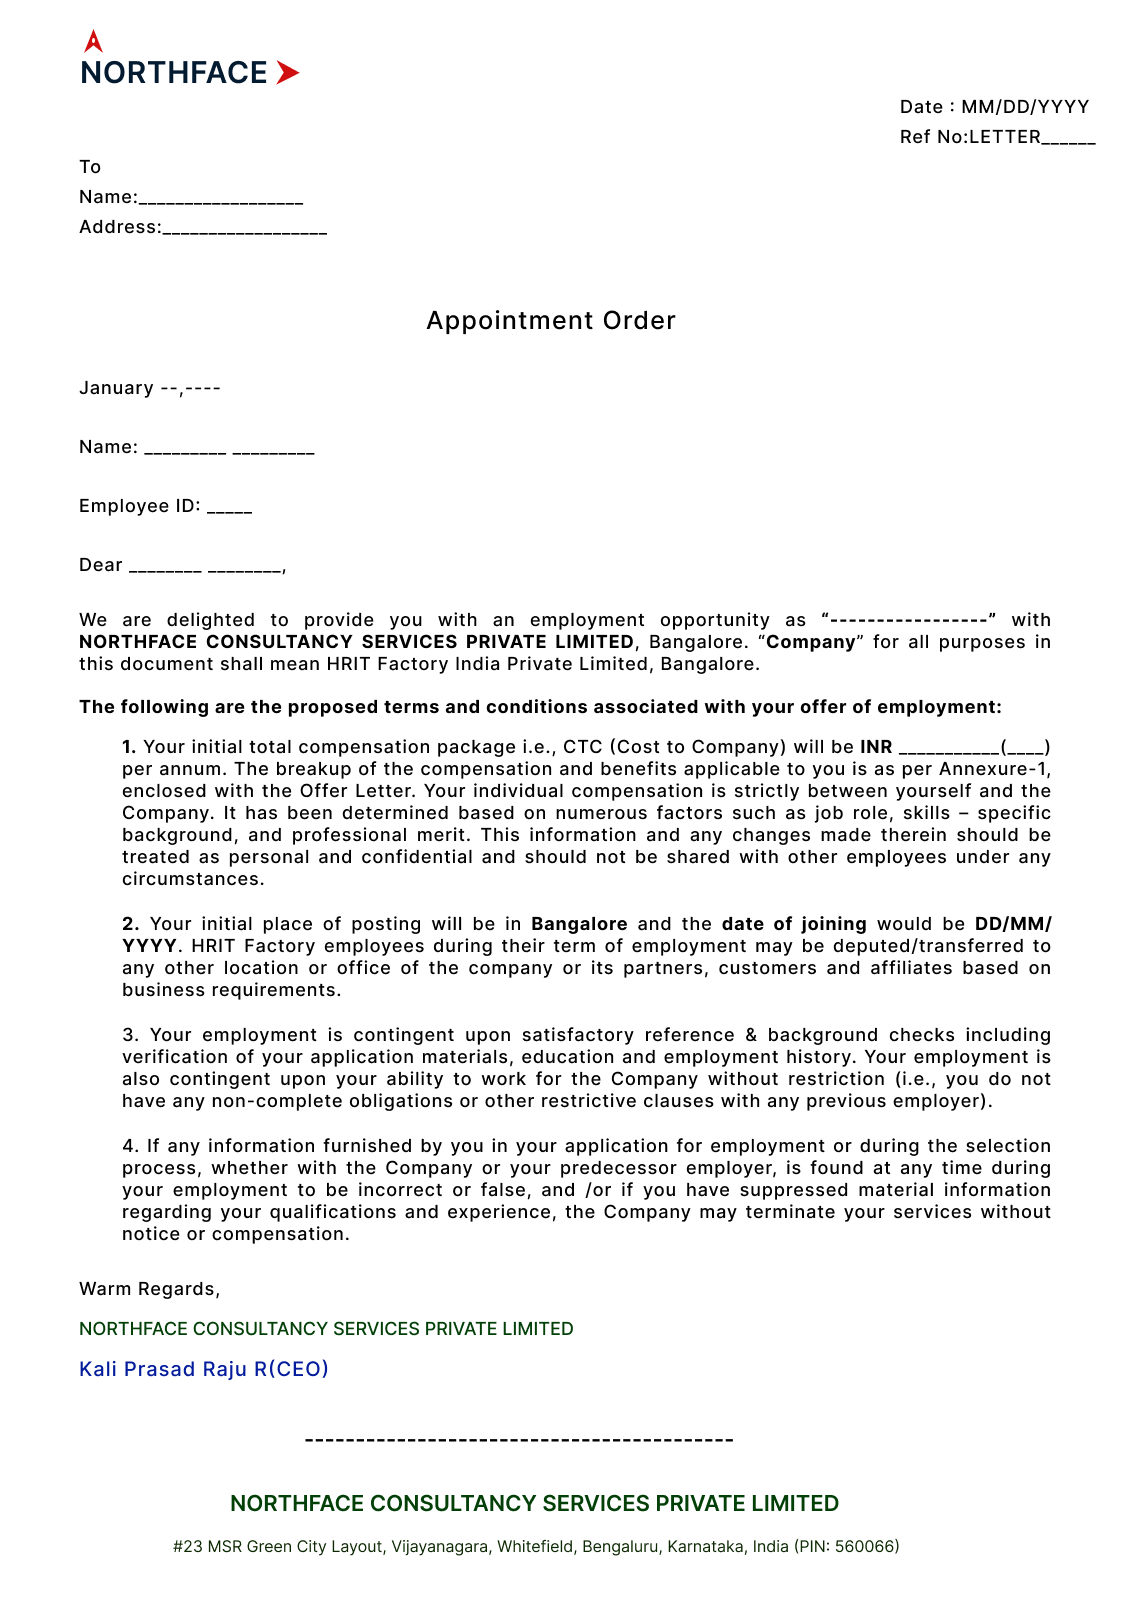 NORTHFACE
Date : MM/DD/YYYY
Ref No:LETTER______
To
Name:__________________
Address:__________________
Appointment Order
January --,----
Name: _________ _________
Employee ID: _____
Dear ________ ________,
We are delighted to provide you with an employment opportunity as “-----------------” with
NORTHFACE CONSULTANCY SERVICES PRIVATE LIMITED, Bangalore. “Company” for all purposes in
this document shall mean HRIT Factory India Private Limited, Bangalore.
The following are the proposed terms and conditions associated with your offer of employment:
1. Your initial total compensation package i.e., CTC (Cost to Company) will be INR ___________(____)
per annum. The breakup of the compensation and benefits applicable to you is as per Annexure-1,
enclosed with the Offer Letter. Your individual compensation is strictly between yourself and the
Company. It has been determined based on numerous factors such as job role, skills – specific
background, and professional merit. This information and any changes made therein should be
treated as personal and confidential and should not be shared with other employees under any
circumstances.
2. Your initial place of posting will be in Bangalore and the date of joining would be DD/MM/
YYYY. HRIT Factory employees during their term of employment may be deputed/transferred to
any other location or office of the company or its partners, customers and affiliates based on
business requirements.
3. Your employment is contingent upon satisfactory reference & background checks including
verification of your application materials, education and employment history. Your employment is
also contingent upon your ability to work for the Company without restriction (i.e., you do not
have any non-complete obligations or other restrictive clauses with any previous employer).
4. If any information furnished by you in your application for employment or during the selection
process, whether with the Company or your predecessor employer, is found at any time during
your employment to be incorrect or false, and /or if you have suppressed material information
regarding your qualifications and experience, the Company may terminate your services without
notice or compensation.
Warm Regards,
NORTHFACE CONSULTANCY SERVICES PRIVATE LIMITED
Kali Prasad Raju R(CEO)
------------------------------------------
NORTHFACE CONSULTANCY SERVICES PRIVATE LIMITED
#23 MSR Green City Layout, Vijayanagara, Whitefield, Bengaluru, Karnataka, India (PIN: 560066)